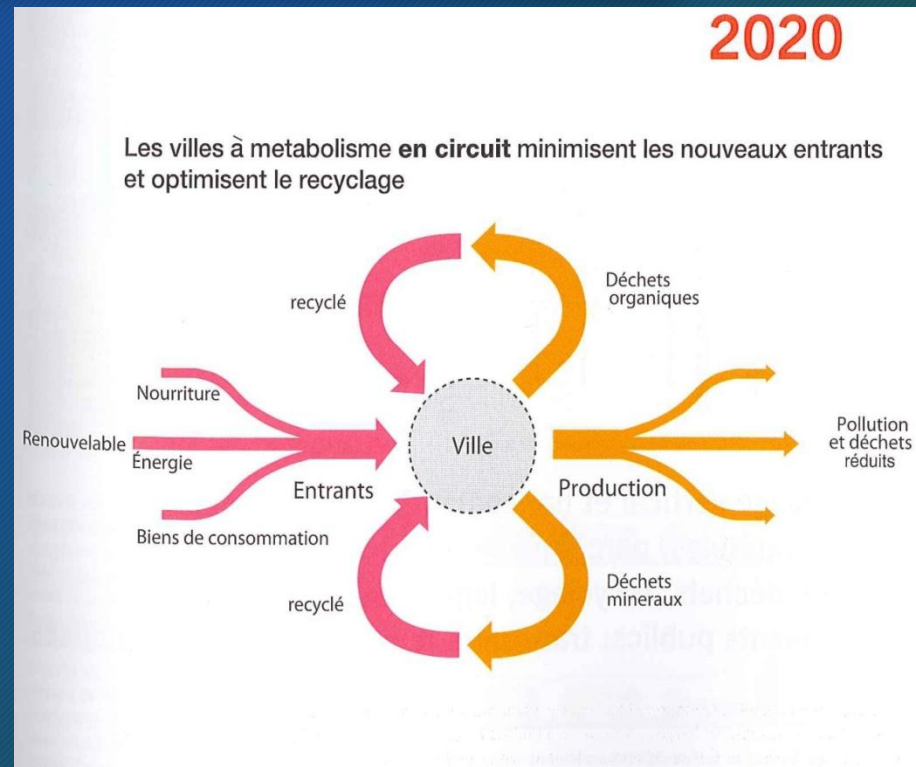 2020
Les villes à metabolisme en circuit minimisent les nouveaux entrants
et optimisent le recyclage
recyclé
Déchets
organiques
Nourriture
Renouvelable
Énergie
Ville
Pollution
et déchets
réduits
Entrants
Production
Biens de consommation
recyclé
Déchets
mineraux